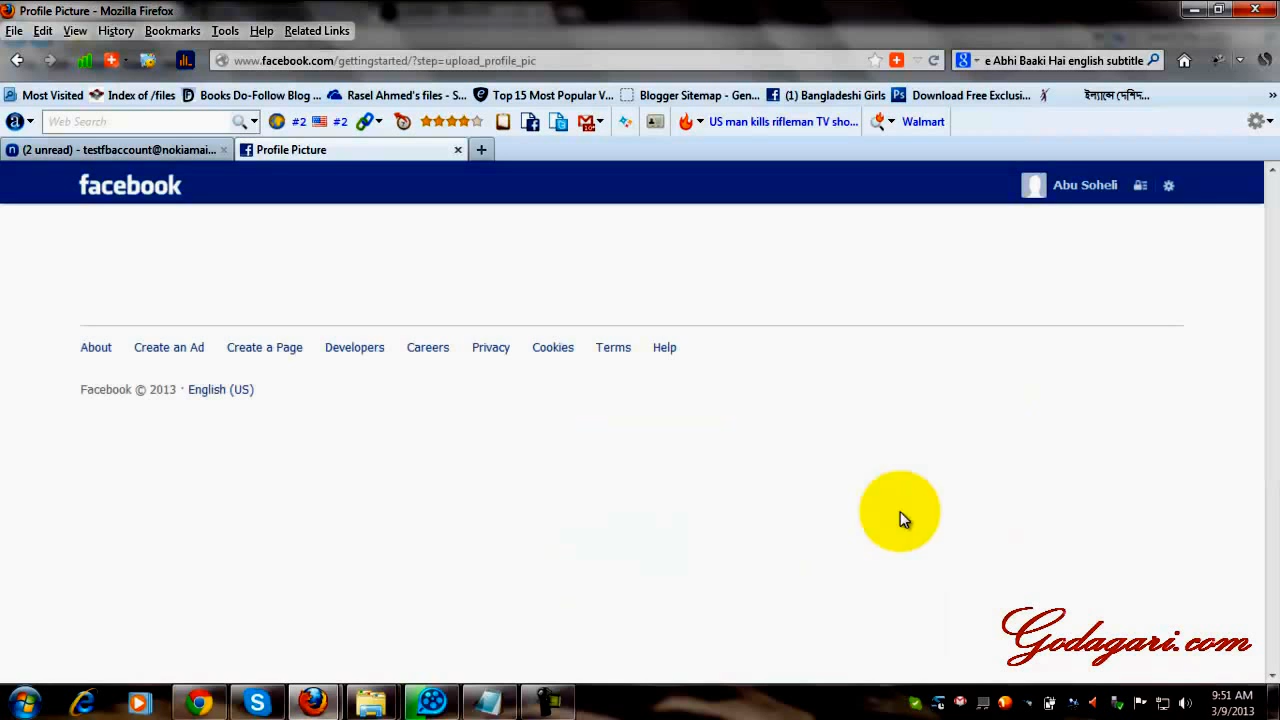 Profile Picture - Mozilla Firefox
File Edit View History Bookmarks Tools Help Related Links
www.facebook.com/gettingstarted/?step=upload_profile_pic
e Abhi Baaki Hai english subtitle
Most Visited Index of /files Books Do-Follow Blog ... Rasel Ahmed's files - S... Top 15 Most Popular V... Blogger Sitemap - Gen... (1) Bangladeshi Girls Download Free Exclusi...
Web Search #2 #2 US man kills rifleman TV sho... Walmart
(2 unread) - testfbaccount@nokiamai... Profile Picture
facebook Abu Soheli
About Create an Ad Create a Page Developers Careers Privacy Cookies Terms Help
Facebook © 2013 · English (US)
Godagari.com
9:51 AM
3/9/2013